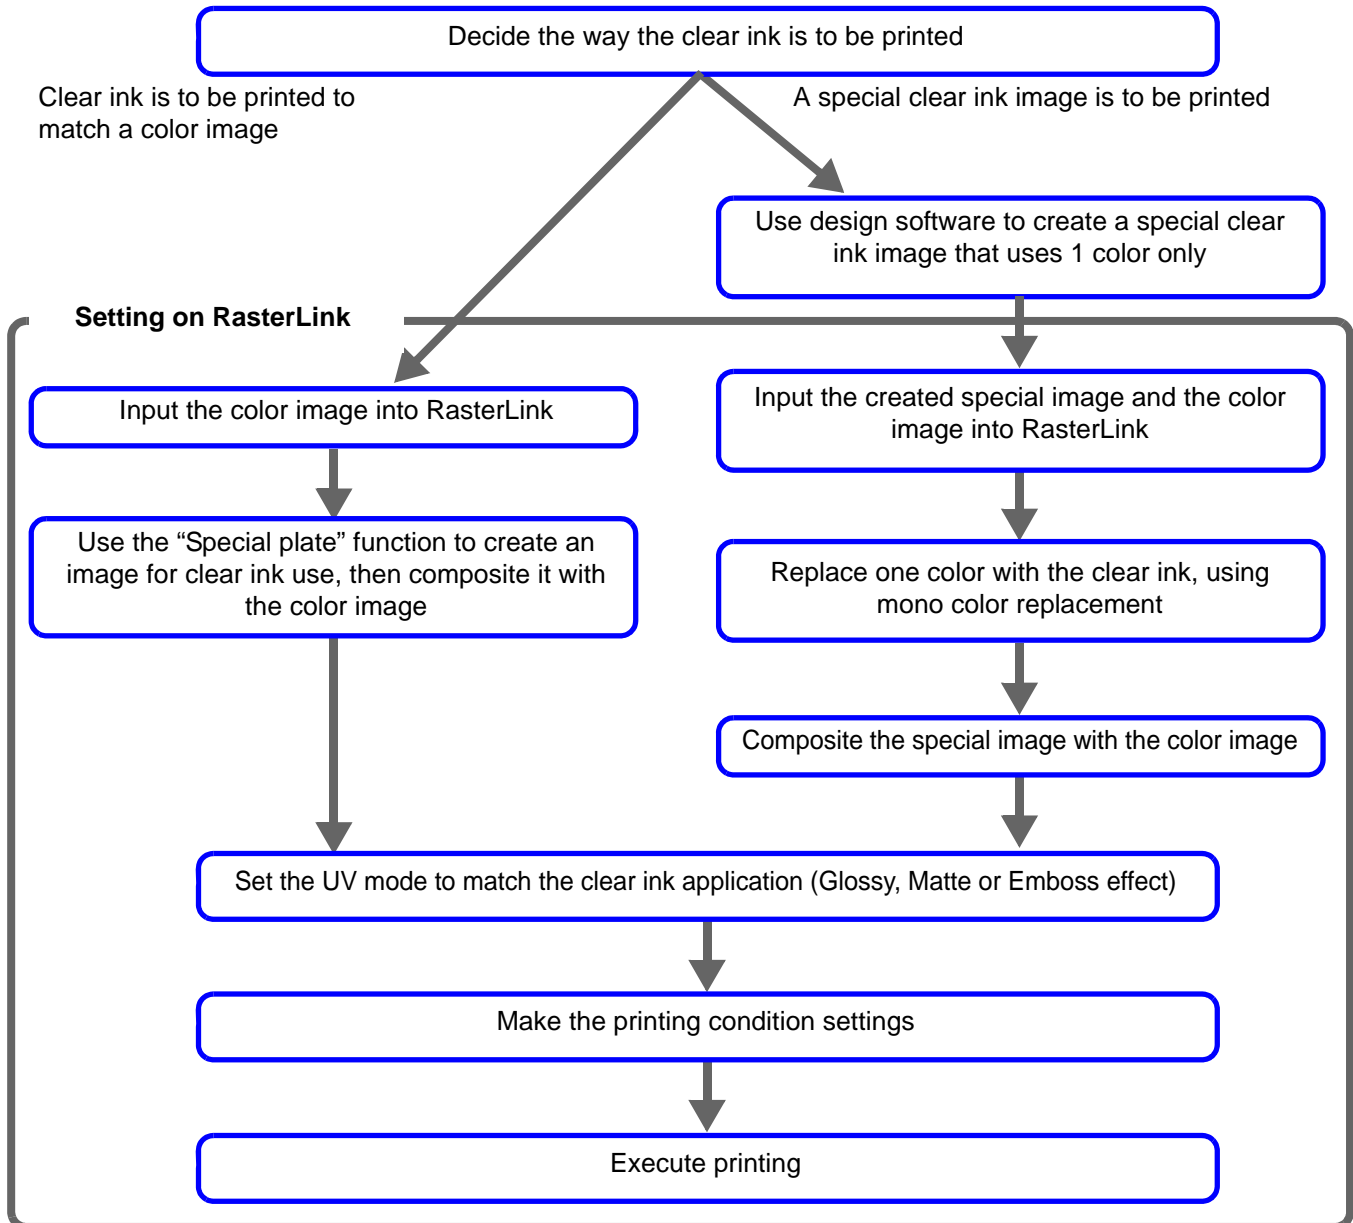 Decide the way the clear ink is to be printed
Clear ink is to be printed to
match a color image
A special clear ink image is to be printed
Use design software to create a special clear
ink image that uses 1 color only
Setting on RasterLink
Input the color image into RasterLink
Input the created special image and the color
image into RasterLink
Use the “Special plate” function to create an
image for clear ink use, then composite it with
the color image
Replace one color with the clear ink, using
mono color replacement
Composite the special image with the color image
Set the UV mode to match the clear ink application (Glossy, Matte or Emboss effect)
Make the printing condition settings
Execute printing